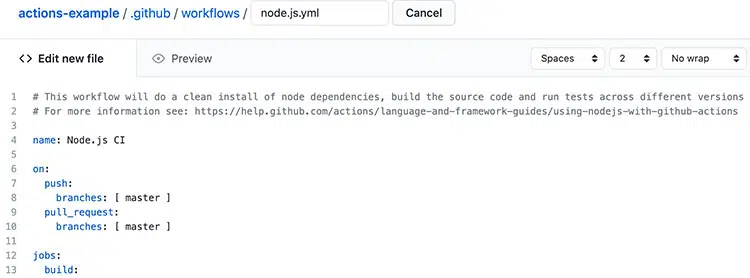 actions-example / .github / workflows / node.js.yml Cancel
<> Edit new file Preview Spaces 2 No wrap
1 # This workflow will do a clean install of node dependencies, build the source code and run tests across different versions
2 # For more information see: https://help.github.com/actions/language-and-framework-guides/using-nodejs-with-github-actions
3
4 name: Node.js CI
5
6 on:
7   push:
8     branches: [ master ]
9   pull_request:
10     branches: [ master ]
11
12 jobs:
13   build: